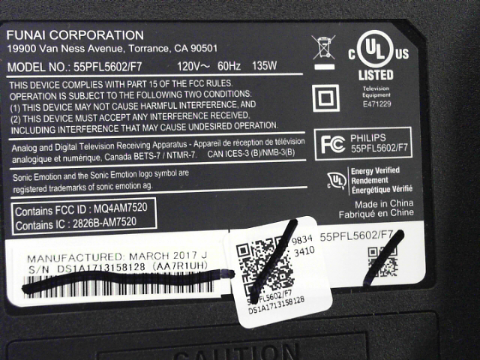 FUNAI CORPORATION
19900 Van Ness Avenue, Torrance, CA 90501
MODEL NO.: 55PFL5602/F7 120V~ 60Hz 135W
THIS DEVICE COMPLIES WITH PART 15 OF THE FCC RULES.
OPERATION IS SUBJECT TO THE FOLLOWING TWO CONDITIONS:
(1) THIS DEVICE MAY NOT CAUSE HARMFUL INTERFERENCE, AND
(2) THIS DEVICE MUST ACCEPT ANY INTERFERENCE RECEIVED,
INCLUDING INTERFERENCE THAT MAY CAUSE UNDESIRED OPERATION.
Analog and Digital Television Receiving Apparatus - Appareil de réception de télévision
analogique et numérique, Canada BETS-7 / NTMR-7. CAN ICES-3 (B)/NMB-3(B)
Sonic Emotion and the Sonic Emotion logo symbol are
registered trademarks of sonic emotion ag.
Contains FCC ID : MQ4AM7520
Contains IC : 2826B-AM7520
C UL US
LISTED
Television
Equipment
E471229
FC PHILIPS
55PFL5602/F7
UL Energy Verified
Rendement
Énergétique Vérifié
Made in China
Fabriqué en Chine
MANUFACTURED: MARCH 2017 J
S/N DS1A1713158128 (AA7R1UH)
9834
3410
55PFL5602/F7
DS1A1713158128
55PFL5602/F7
CAUTION